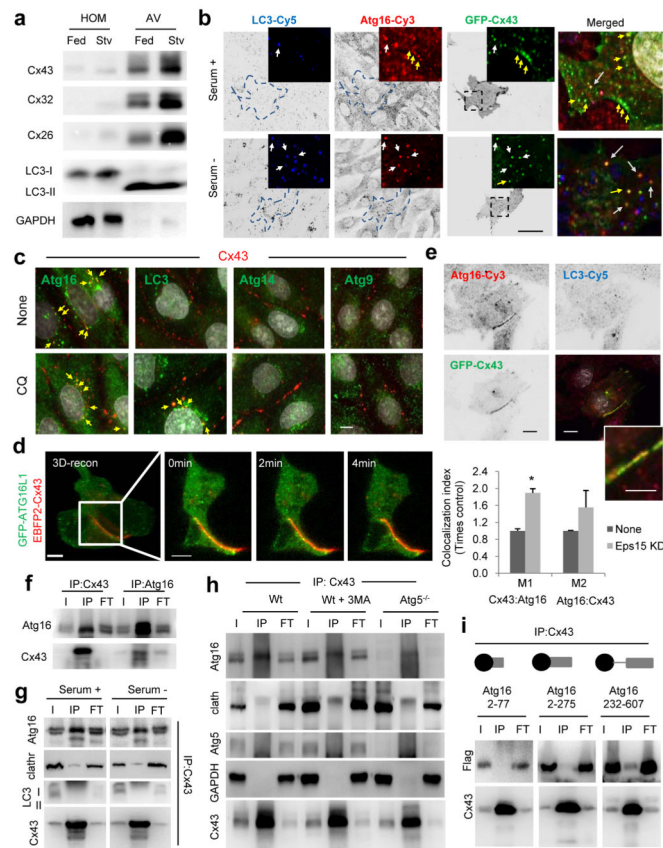 a
HOM AV
Fed Stv Fed Stv
Cx43
Cx32
Cx26
LC3-I
LC3-II
GAPDH
b
LC3-Cy5 Atg16-Cy3 GFP-Cx43 Merged
Serum +
Serum -
c
Cx43
Atg16 LC3 Atg14 Atg9
None
CQ
d
GFP-ATG16L1
EBFP2-Cx43
3D-recon 0min 2min 4min
e
Atg16-Cy3 LC3-Cy5
GFP-Cx43
Colocalization index
(Times control)
2.4
2.0
1.6
1.2
0.8
0.4
0.0
*
None
Eps15 KD
M1 M2
Cx43:Atg16 Atg16:Cx43
f
IP:Cx43 IP:Atg16
I IP FT I IP FT
Atg16
Cx43
g
Serum + Serum -
I IP FT I IP FT
Atg16
clathr
LC3 I
II
Cx43
IP:Cx43
h
IP: Cx43
Wt Wt + 3MA Atg5-/-
I IP FT I IP FT I IP FT
Atg16
clath
Atg5
GAPDH
Cx43
i
IP:Cx43
Atg16 Atg16 Atg16
2-77 2-275 232-607
I IP FT I IP FT I IP FT
Flag
Cx43